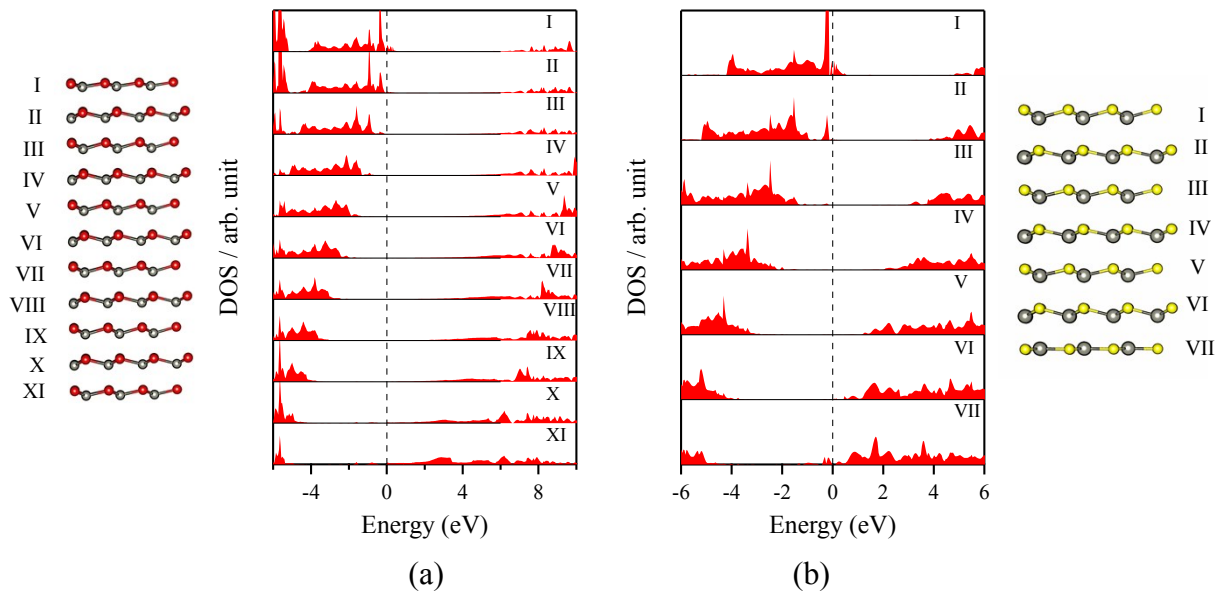 I
II
III
IV
V
VI
VII
VIII
IX
X
XI
DOS / arb. unit
I
II
III
IV
V
VI
VII
VIII
IX
X
XI
-4 0 4 8
Energy (eV)
(a)
DOS / arb. unit
I
II
III
IV
V
VI
VII
-6 -4 -2 0 2 4 6
Energy (eV)
(b)
I
II
III
IV
V
VI
VII